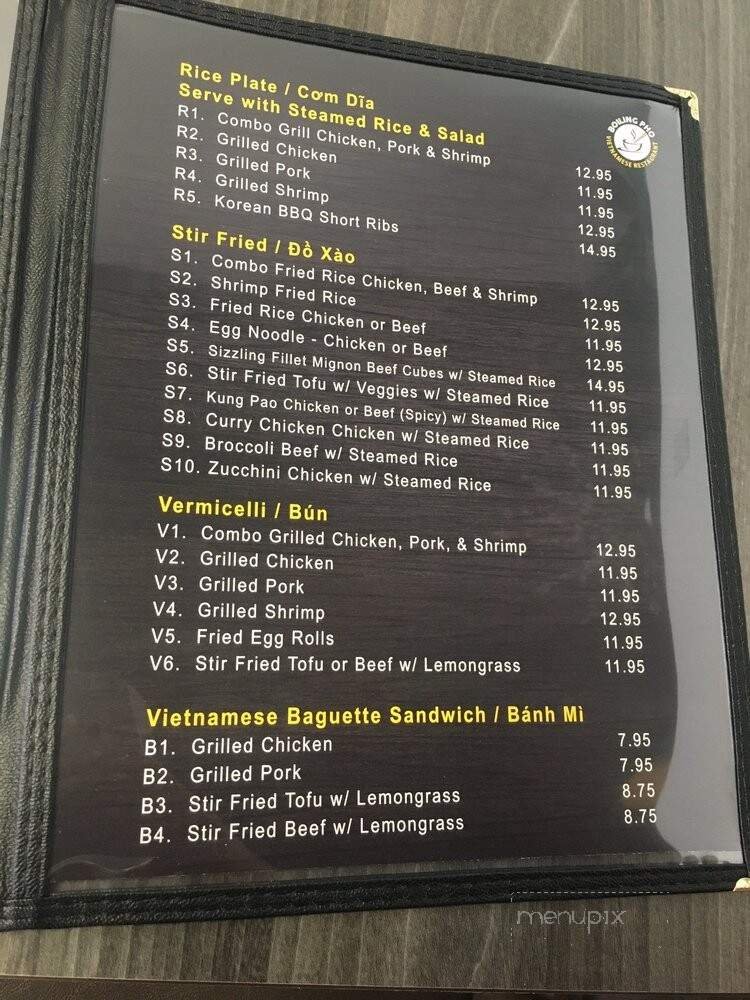 BOILING PHO
VIETNAMESE RESTAURANT
Rice Plate / Cơm Dĩa
Serve with Steamed Rice & Salad
R1. Combo Grill Chicken, Pork & Shrimp 12.95
R2. Grilled Chicken 11.95
R3. Grilled Pork 11.95
R4. Grilled Shrimp 12.95
R5. Korean BBQ Short Ribs 14.95
Stir Fried / Đồ Xào
S1. Combo Fried Rice Chicken, Beef & Shrimp 12.95
S2. Shrimp Fried Rice 12.95
S3. Fried Rice Chicken or Beef 11.95
S4. Egg Noodle - Chicken or Beef 12.95
S5. Sizzling Fillet Mignon Beef Cubes w/ Steamed Rice 14.95
S6. Stir Fried Tofu w/ Veggies w/ Steamed Rice 11.95
S7. Kung Pao Chicken or Beef (Spicy) w/ Steamed Rice 11.95
S8. Curry Chicken Chicken w/ Steamed Rice 11.95
S9. Broccoli Beef w/ Steamed Rice 11.95
S10. Zucchini Chicken w/ Steamed Rice 11.95
Vermicelli / Bún
V1. Combo Grilled Chicken, Pork, & Shrimp 12.95
V2. Grilled Chicken 11.95
V3. Grilled Pork 11.95
V4. Grilled Shrimp 12.95
V5. Fried Egg Rolls 11.95
V6. Stir Fried Tofu or Beef w/ Lemongrass 11.95
Vietnamese Baguette Sandwich / Bánh Mì
B1. Grilled Chicken 7.95
B2. Grilled Pork 7.95
B3. Stir Fried Tofu w/ Lemongrass 8.75
B4. Stir Fried Beef w/ Lemongrass 8.75
menupix